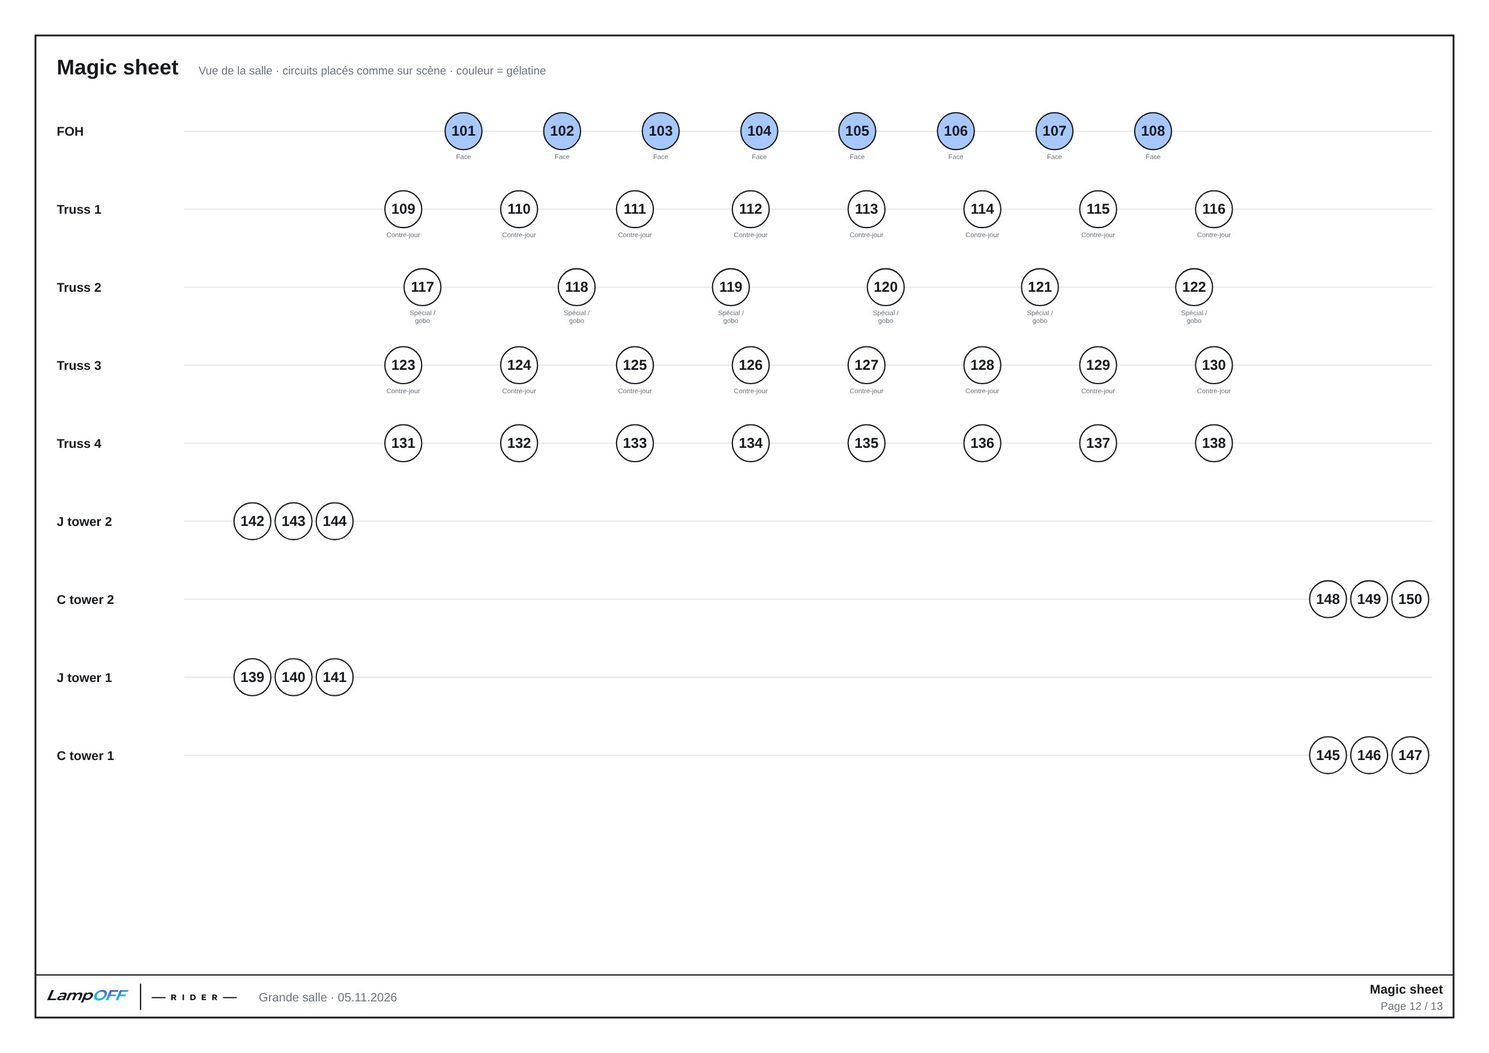 Magic sheet Vue de la salle · circuits placés comme sur scène · couleur = gélatine
FOH 101 102 103 104 105 106 107 108
Face Face Face Face Face Face Face Face
Truss 1 109 110 111 112 113 114 115 116
Contre-jour Contre-jour Contre-jour Contre-jour Contre-jour Contre-jour Contre-jour Contre-jour
Truss 2 117 118 119 120 121 122
Spécial / Spécial / Spécial / Spécial / Spécial / Spécial /
gobo gobo gobo gobo gobo gobo
Truss 3 123 124 125 126 127 128 129 130
Contre-jour Contre-jour Contre-jour Contre-jour Contre-jour Contre-jour Contre-jour Contre-jour
Truss 4 131 132 133 134 135 136 137 138
J tower 2 142 143 144
C tower 2 148 149 150
J tower 1 139 140 141
C tower 1 145 146 147
LampOFF RIDER Grande salle · 05.11.2026
Magic sheet
Page 12 / 13